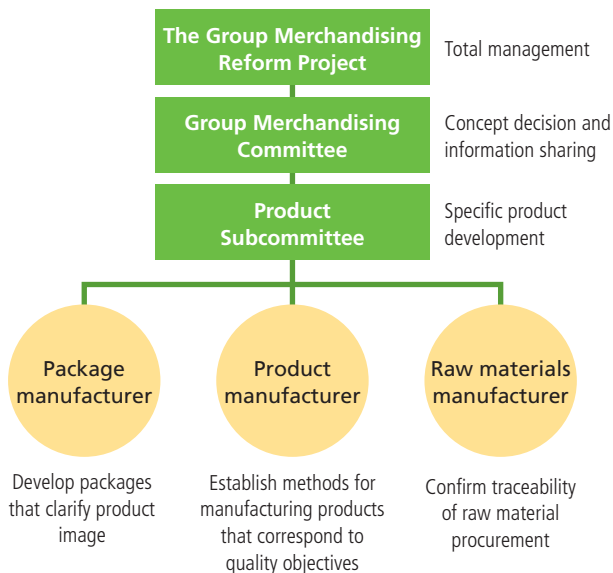 The Group Merchandising
Reform Project
Total management
Group Merchandising
Committee
Concept decision and
information sharing
Product
Subcommittee
Specific product
development
Package
manufacturer
Product
manufacturer
Raw materials
manufacturer
Develop packages
that clarify product
image
Establish methods for
manufacturing products
that correspond to
quality objectives
Confirm traceability
of raw material
procurement